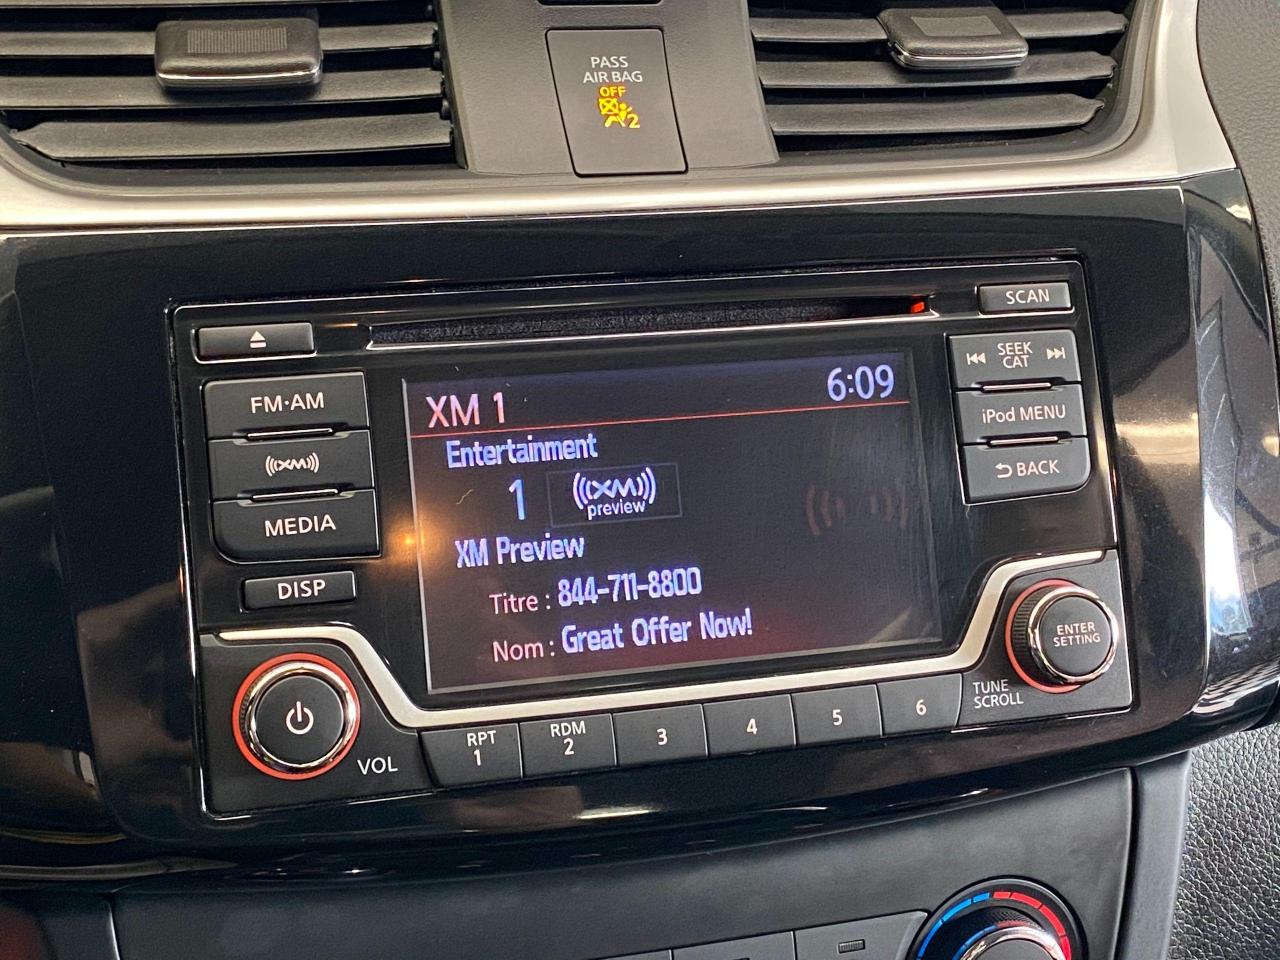 PASS
AIR BAG
OFF
2
SCAN
FM·AM
XM
MEDIA
DISP
VOL
XM 1
6:09
Entertainment
1
((XM))
preview
XM Preview
Titre : 844-711-8800
Nom : Great Offer Now!
SEEK
CAT
iPod MENU
BACK
ENTER
SETTING
TUNE
SCROLL
RPT
1
RDM
2
3
4
5
6